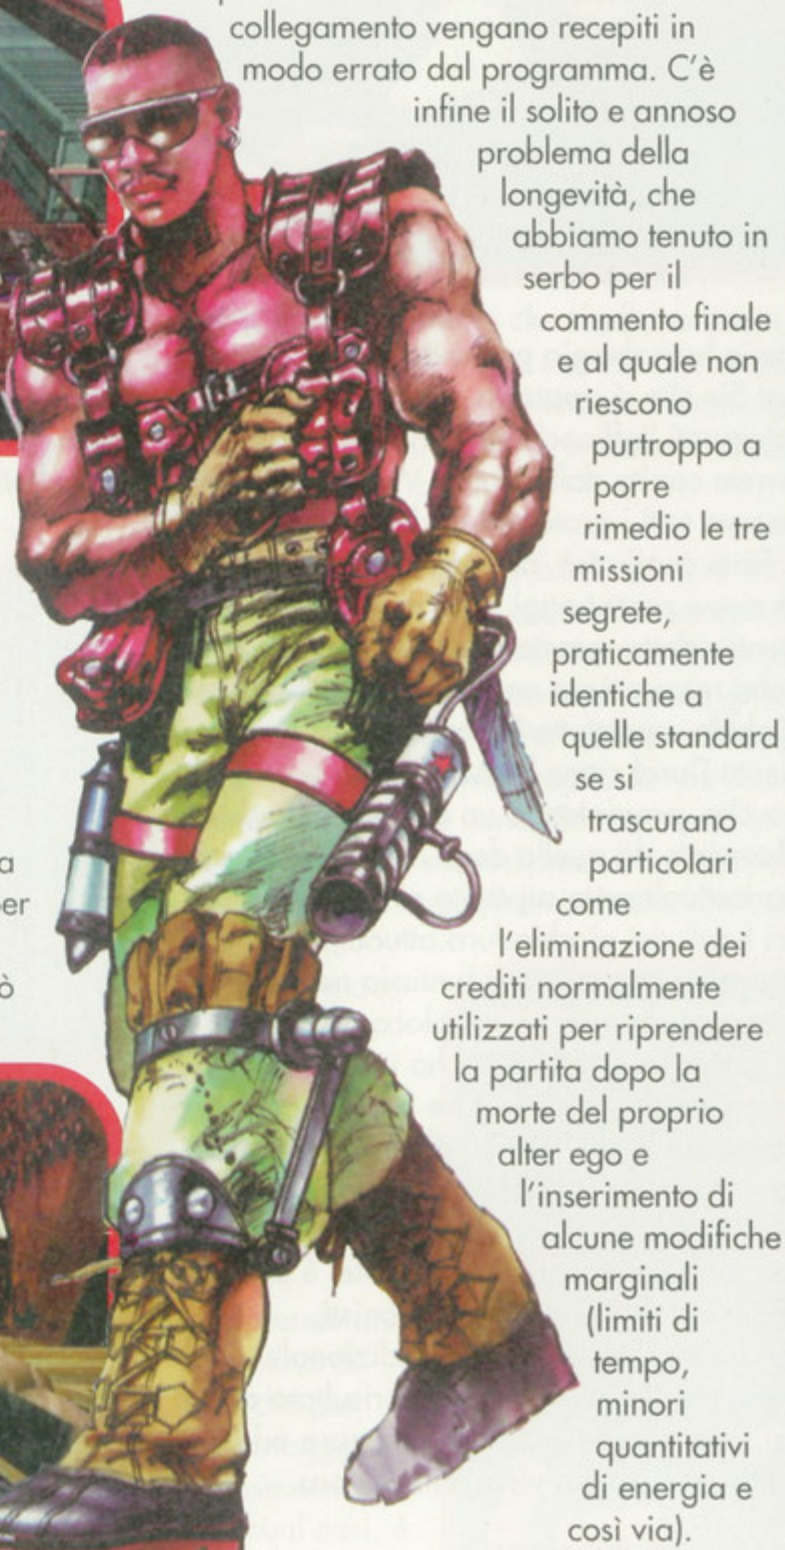 collegamento vengano recepiti in
modo errato dal programma. C'è
infine il solito e annoso
problema della
longevità, che
abbiamo tenuto in
serbo per il
commento finale
e al quale non
riescono
purtroppo a
porre
rimedio le tre
missioni
segrete,
praticamente
identiche a
quelle standard
se si
trascurano
particolari
come
l'eliminazione dei
crediti normalmente
utilizzati per riprendere
la partita dopo la
morte del proprio
alter ego e
l'inserimento di
alcune modifiche
marginali
(limiti di
tempo,
minori
quantitativi
di energia e
così via).